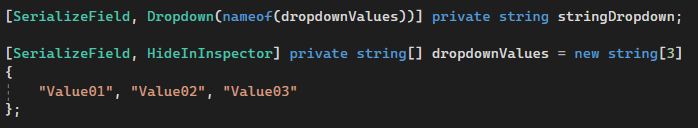 [SerializeField, Dropdown(nameof(dropdownValues))] private string stringDropdown;
[SerializeField, HideInInspector] private string[] dropdownValues = new string[3]
{
"Value01", "Value02", "Value03"
};